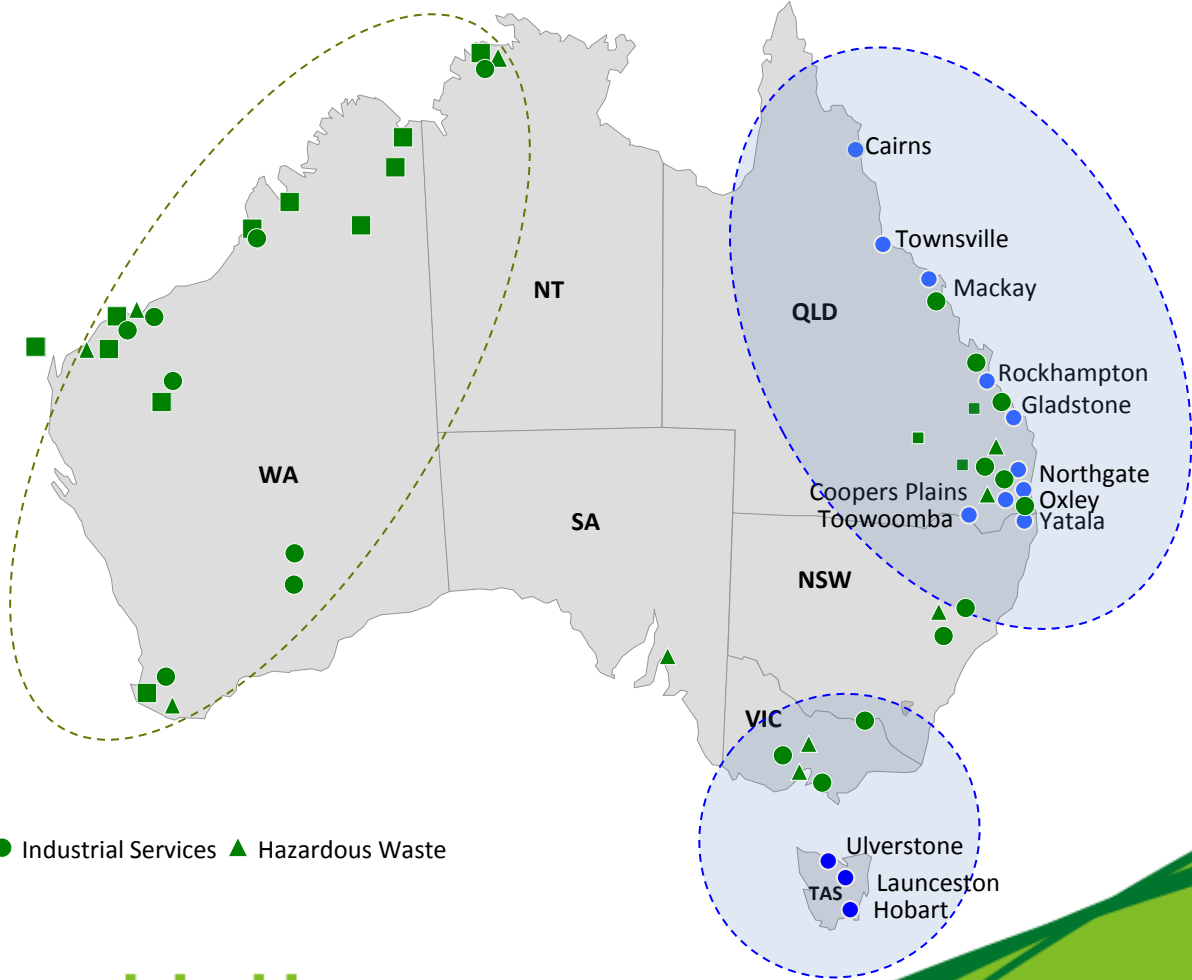 Cairns
Townsville
NT
Mackay
QLD
Rockhampton
Gladstone
WA
Northgate
Coopers Plains
Oxley
Toowoomba
Yatala
SA
NSW
VIC
Industrial Services
Hazardous Waste
Ulverstone
Launceston
TAS
Hobart